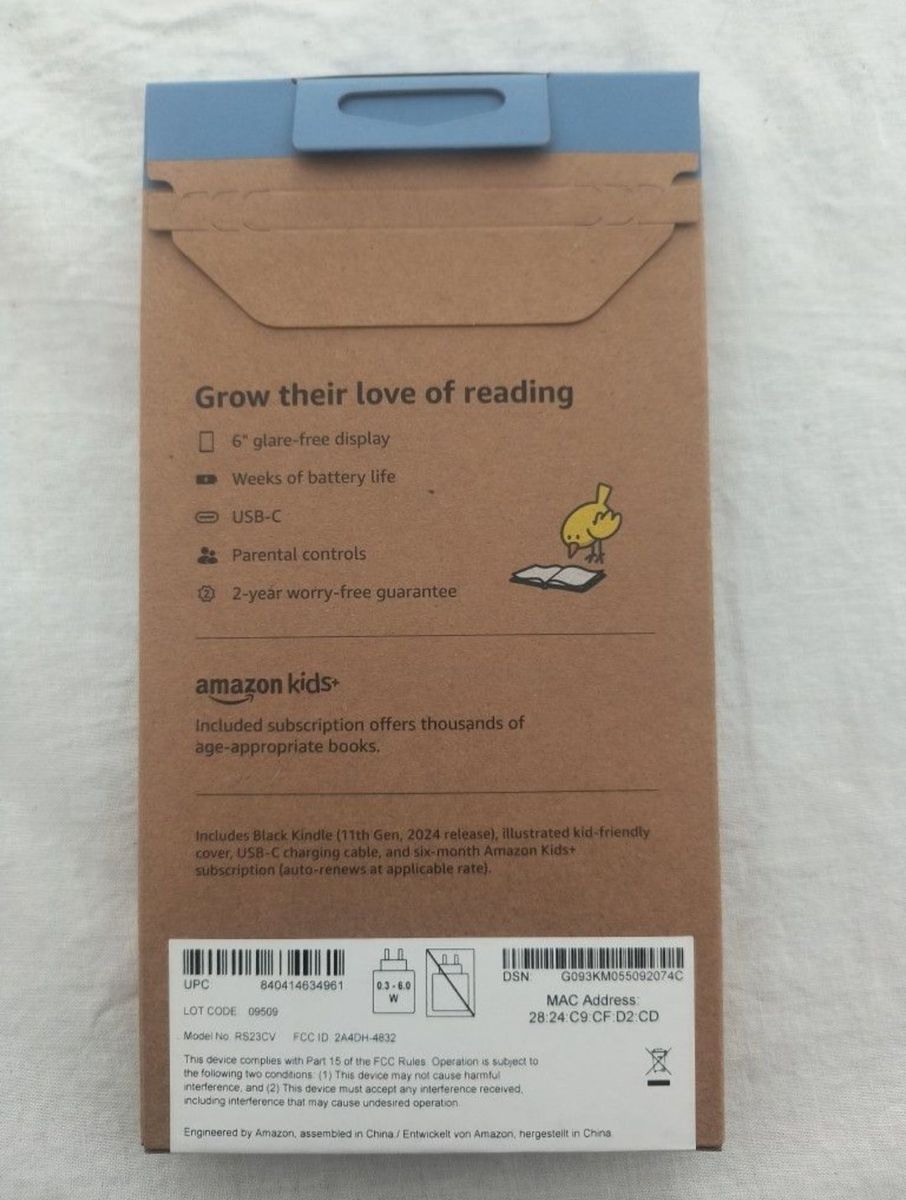 Grow their love of reading
6" glare-free display
Weeks of battery life
USB-C
Parental controls
2
2-year worry-free guarantee
amazon kids+
Included subscription offers thousands of
age-appropriate books.
Includes Black Kindle (11th Gen, 2024 release), illustrated kid-friendly
cover, USB-C charging cable, and six-month Amazon Kids+
subscription (auto-renews at applicable rate).
UPC: 840414634961
LOT CODE 09509
Model No. RS23CV FCC ID 2A4DH-4832
0.3 - 6.0
W
DSN: G093KM055092074C
MAC Address:
28:24:C9:CF:D2:CD
This device complies with Part 15 of the FCC Rules. Operation is subject to
the following two conditions: (1) This device may not cause harmful
interference, and (2) This device must accept any interference received,
including interference that may cause undesired operation.
Engineered by Amazon, assembled in China / Entwickelt von Amazon, hergestellt in China